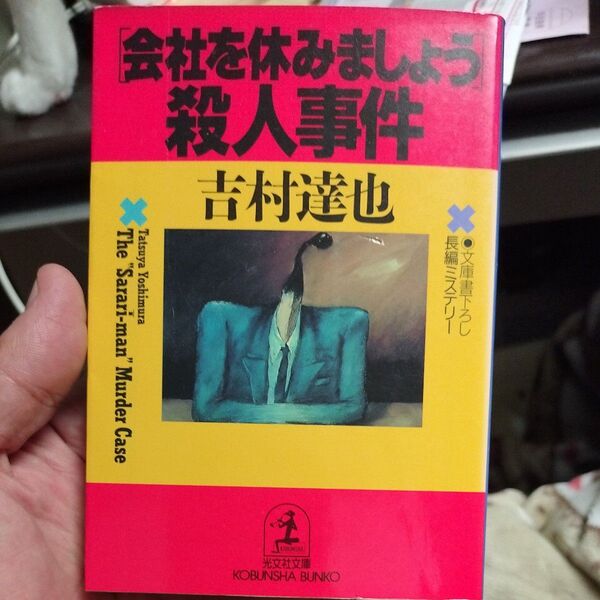 [会社を休みましょう]
殺人事件
吉村達也
●文庫書下ろし
長編ミステリー
Tatsuya Yoshimura
The "Sarari-man" Murder Case
光文社文庫
KOBUNSHA BUNKO